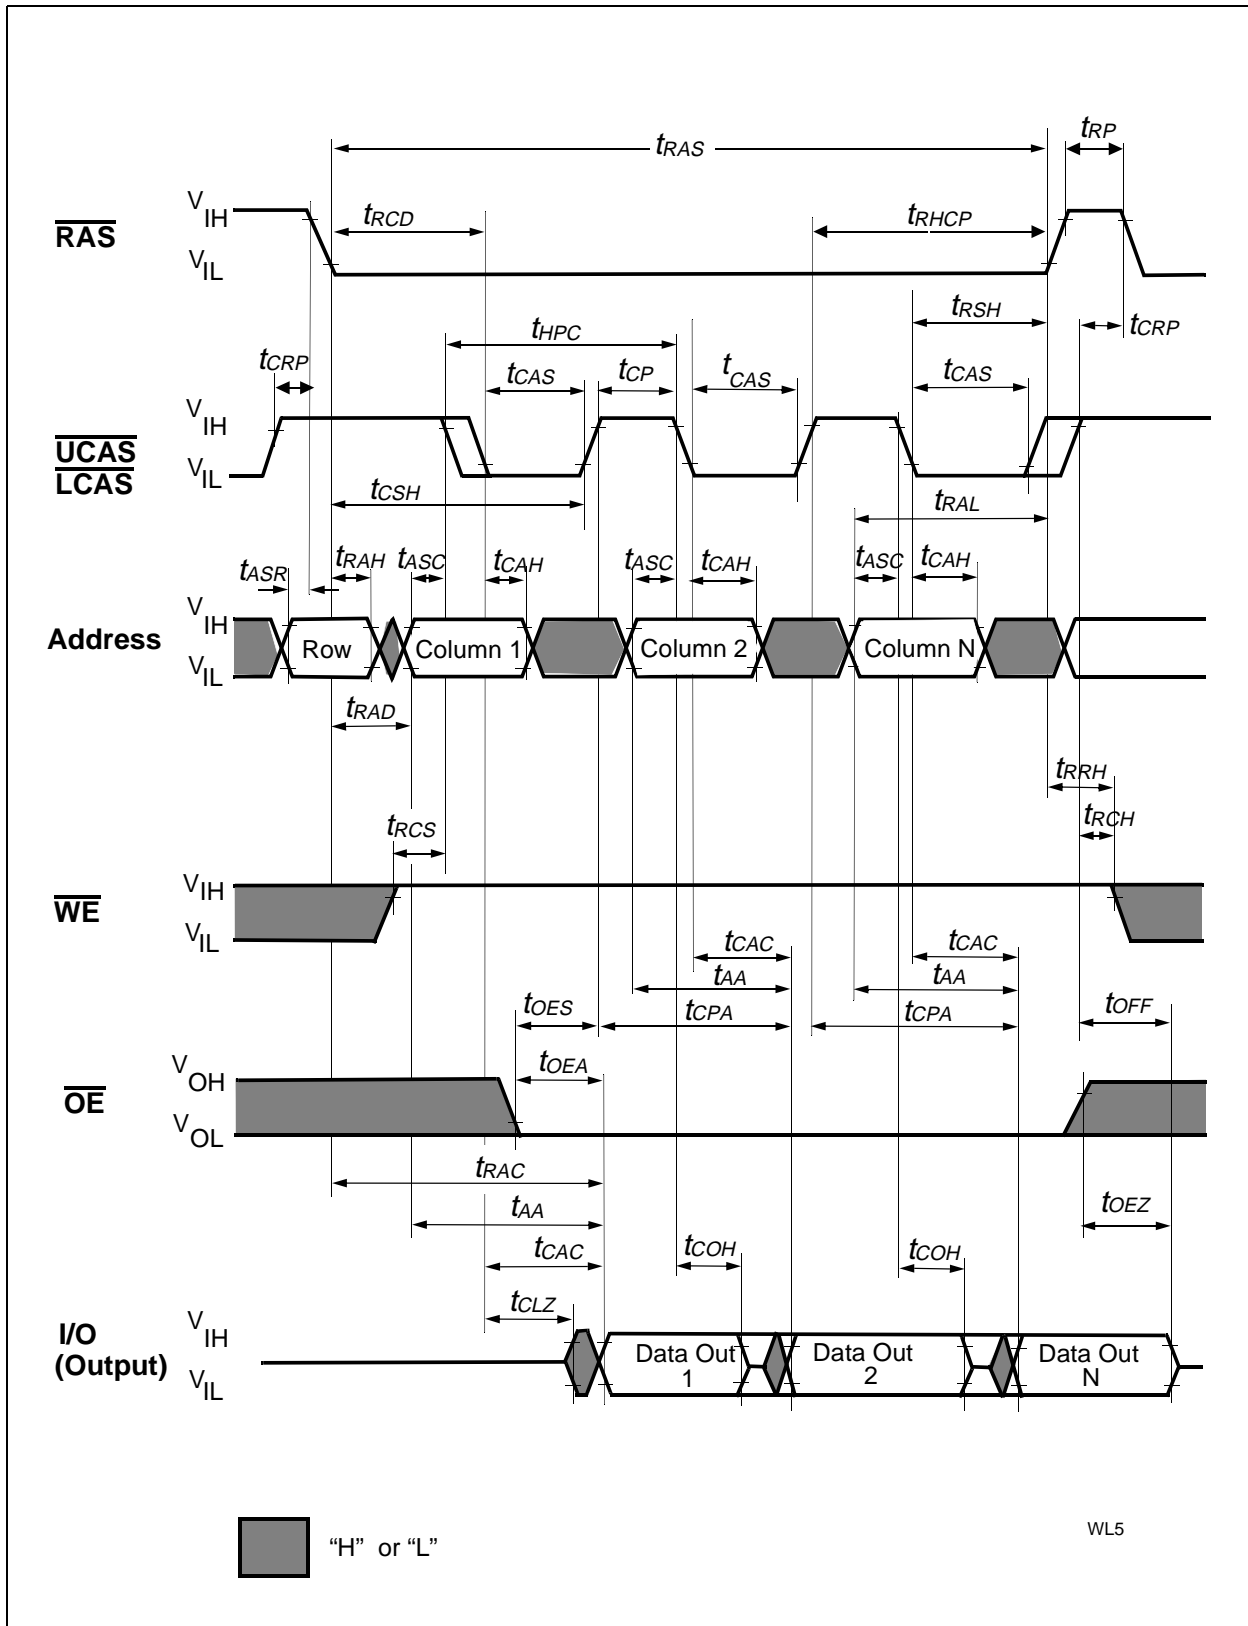 tRAS
tRP
RAS
VIH
VIL
tRCD
tRHCP
tHPC
tRSH
tCRP
tCRP
tCAS
tCP
tCAS
tCAS
UCAS
LCAS
VIH
VIL
tCSH
tRAL
tASR
tRAH
tASC
tCAH
tASC
tCAH
tASC
tCAH
Address
VIH
VIL
Row
Column 1
Column 2
Column N
tRAD
tRRH
tRCS
tRCH
WE
VIH
VIL
tCAC
tCAC
tAA
tAA
tOES
tCPA
tCPA
tOFF
tOEA
OE
VOH
VOL
tRAC
tAA
tOEZ
tCAC
tCOH
tCOH
tCLZ
I/O
(Output)
VIH
VIL
Data Out
1
Data Out
2
Data Out
N
“H” or “L”
WL5